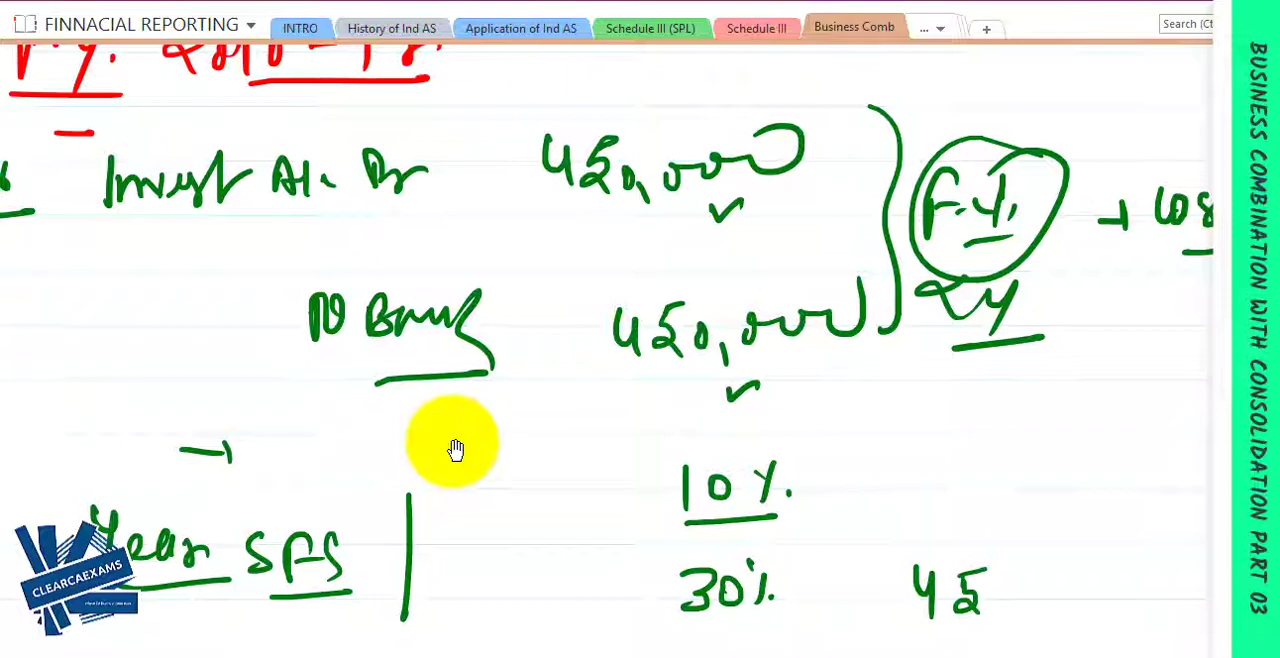 FINNACIAL REPORTING
INTRO
History of Ind AS
Application of Ind AS
Schedule III (SPL)
Schedule III
Business Comb
...
Search (Ct
F.Y.
Invest A/c Dr 450,000
F.Y.
To Bank 450,000
10%.
Year SFS
30%. 45
CLEARCAEXAMS
BUSINESS COMBINATION WITH CONSOLIDATION PART 03